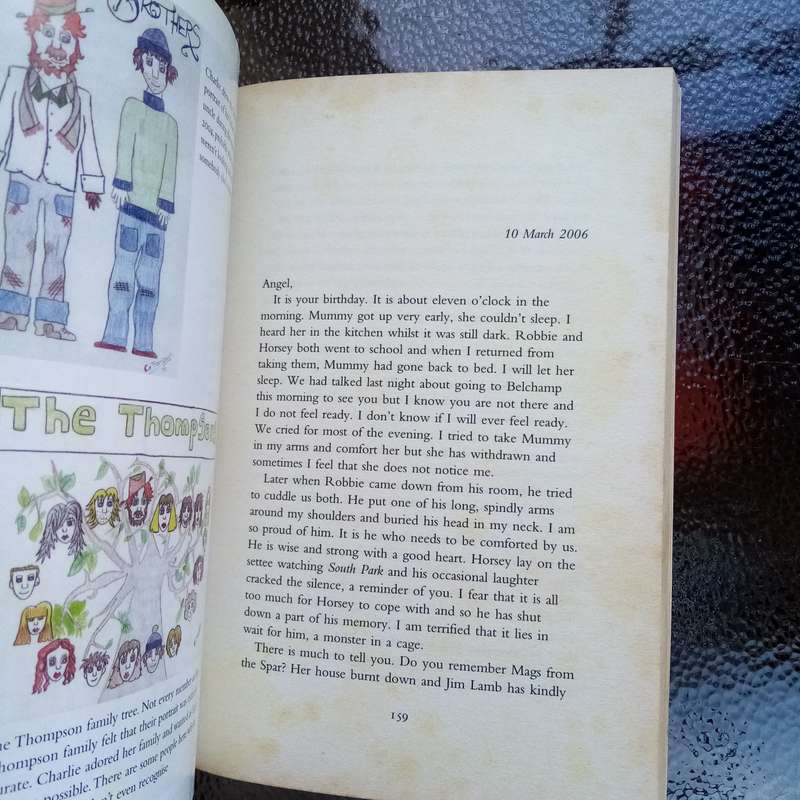 BROTHERS
Charlie
portrait of
uncle
2004,
weren't
somebody
The Thompson
The Thompson family tree. Not every member
Thompson family felt that their portrait was
Charlie adored her family and wanted
possible. There are some people here
even recognise
10 March 2006
Angel,
It is your birthday. It is about eleven o'clock in the
morning. Mummy got up very early, she couldn't sleep. I
heard her in the kitchen whilst it was still dark. Robbie and
Horsey both went to school and when I returned from
taking them, Mummy had gone back to bed. I will let her
sleep. We had talked last night about going to Belchamp
this morning to see you but I know you are not there and
I do not feel ready. I don't know if I will ever feel ready.
We cried for most of the evening. I tried to take Mummy
in my arms and comfort her but she has withdrawn and
sometimes I feel that she does not notice me.
Later when Robbie came down from his room, he tried
to cuddle us both. He put one of his long, spindly arms
around my shoulders and buried his head in my neck. I am
so proud of him. It is he who needs to be comforted by us.
He is wise and strong with a good heart. Horsey lay on the
settee watching South Park and his occasional laughter
cracked the silence, a reminder of you. I fear that it is all
too much for Horsey to cope with and so he has shut
down a part of his memory. I am terrified that it lies in
wait for him, a monster in a cage.
There is much to tell you. Do you remember Mags from
the Spar? Her house burnt down and Jim Lamb has kindly
159